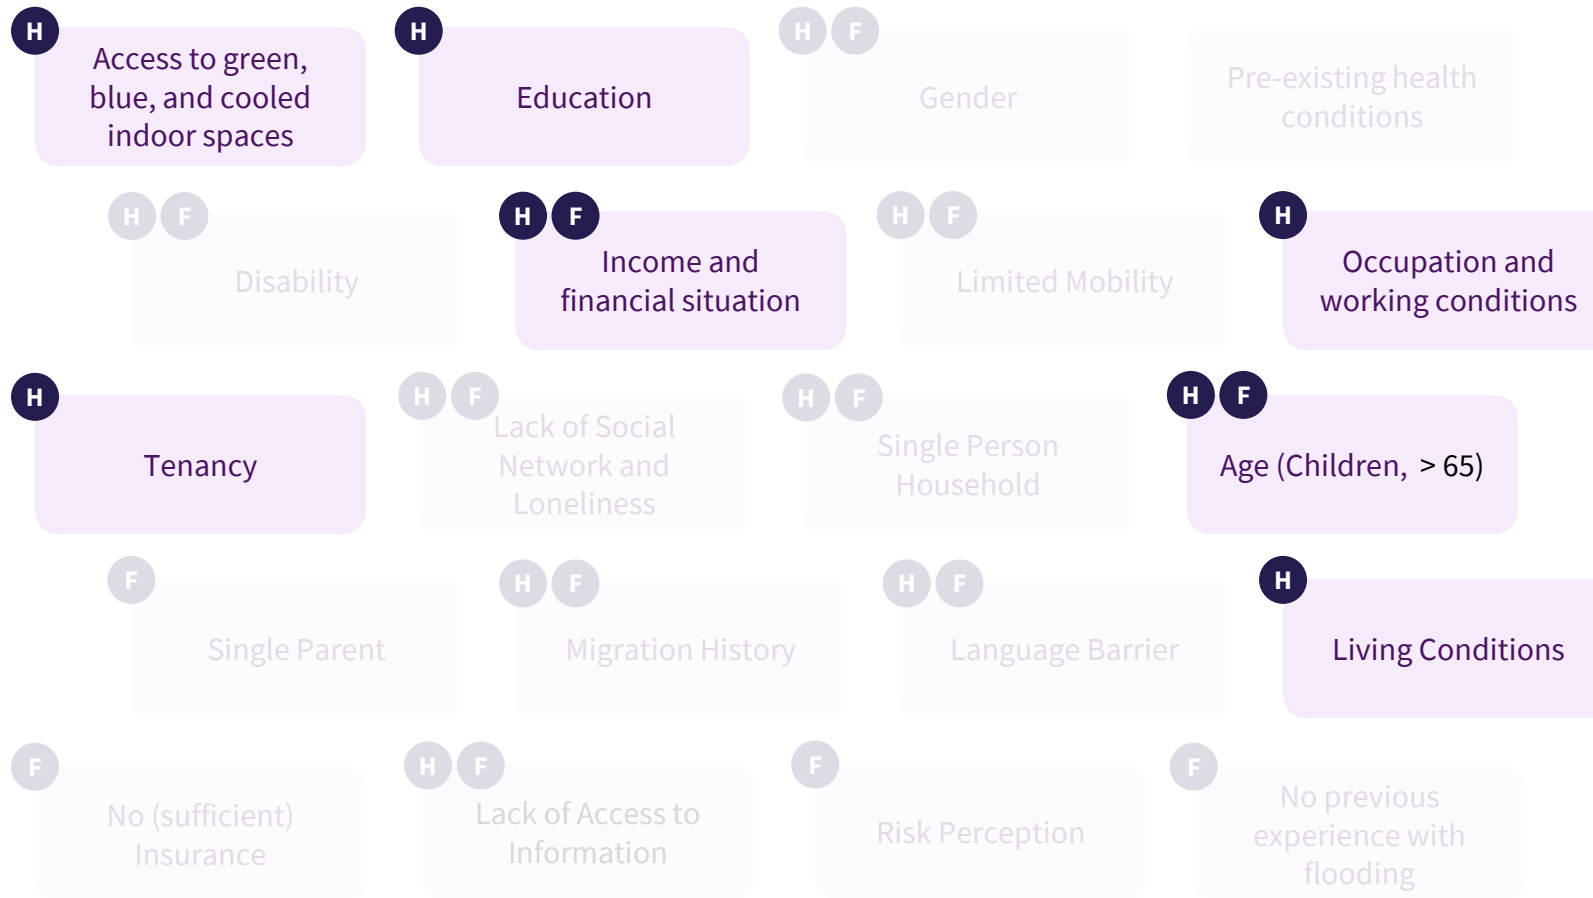 H
Access to green,
blue, and cooled
indoor spaces
H
Education
H F
Gender
Pre-existing health
conditions
H F
Disability
H F
Income and
financial situation
H F
Limited Mobility
H
Occupation and
working conditions
H
Tenancy
H F
Lack of Social
Network and
Loneliness
H F
Single Person
Household
H F
Age (Children, > 65)
F
Single Parent
H F
Migration History
H F
Language Barrier
H
Living Conditions
F
No (sufficient)
Insurance
H F
Lack of Access to
Information
F
Risk Perception
F
No previous
experience with
flooding